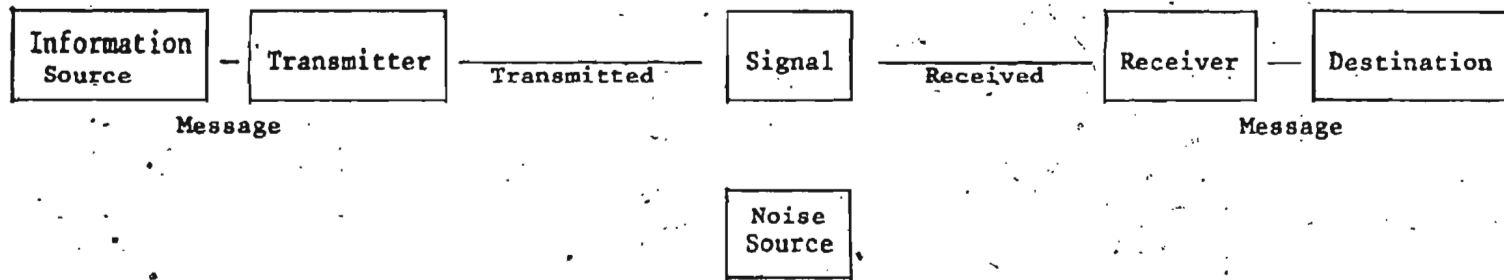 Information
Source
Transmitter
Transmitted
Signal
Received
Receiver
Destination
Message
Message
Noise
Source